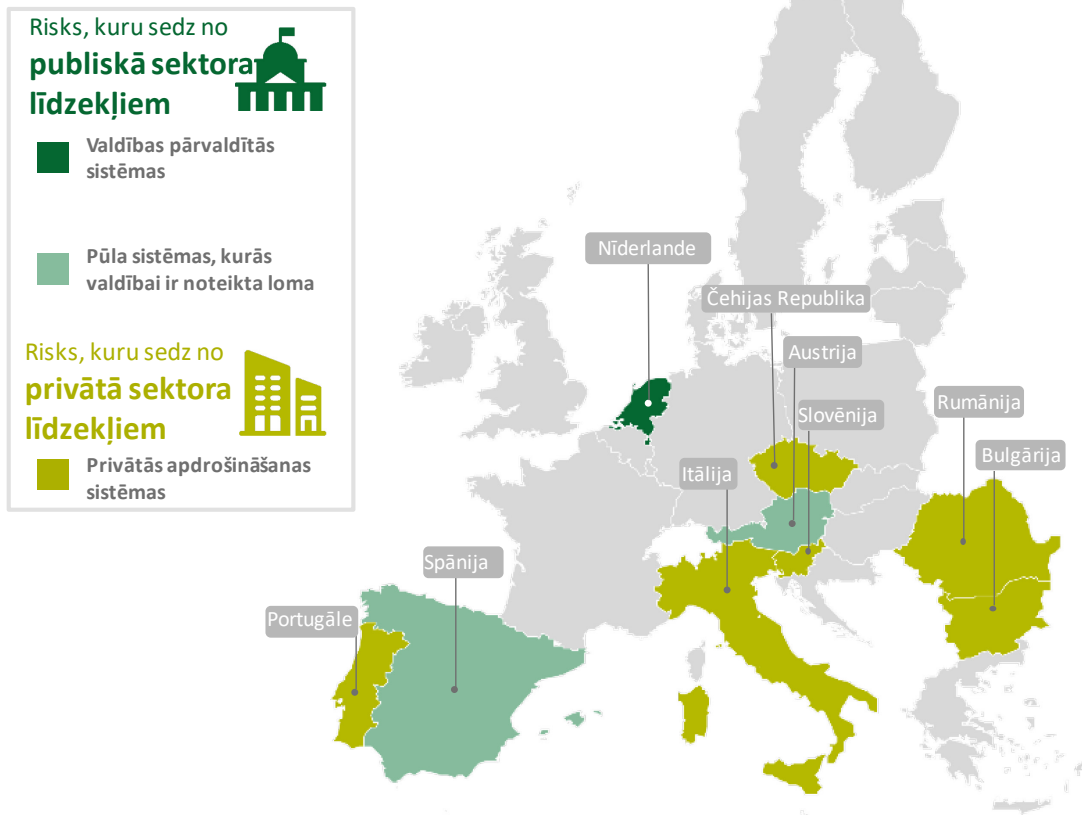 Risks, kuru sedz no
publiskā sektora
līdzekļiem
Valdības pārvaldītās
sistēmas
Pūla sistēmas, kurās
valdībai ir noteikta loma
Risks, kuru sedz no
privātā sektora
līdzekļiem
Privātās apdrošināšanas
sistēmas
Nīderlande
Čehijas Republika
Austrija
Slovēnija
Rumānija
Bulgārija
Itālija
Spānija
Portugāle